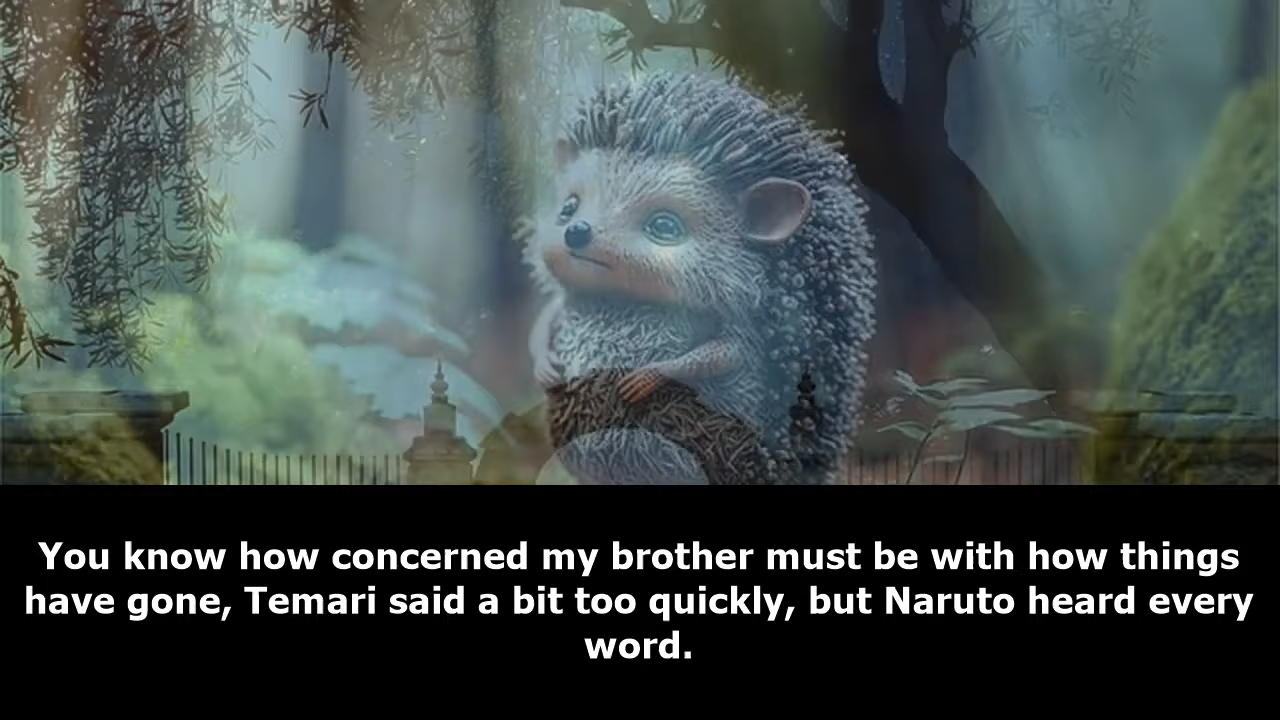 You know how concerned my brother must be with how things
have gone, Temari said a bit too quickly, but Naruto heard every
word.